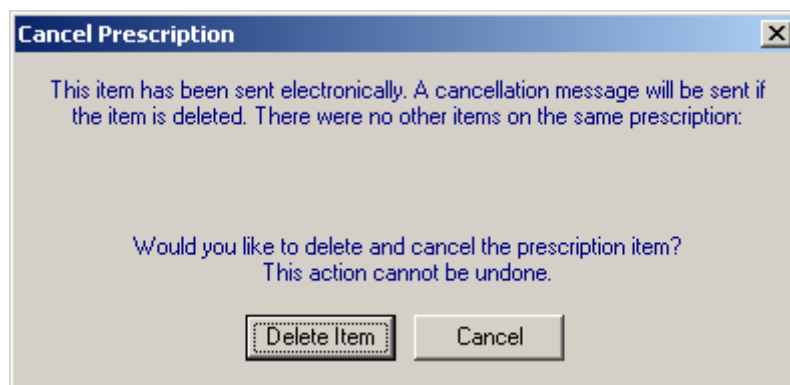 Cancel Prescription
This item has been sent electronically. A cancellation message will be sent if
the item is deleted. There were no other items on the same prescription:
Would you like to delete and cancel the prescription item?
This action cannot be undone.
Delete Item
Cancel